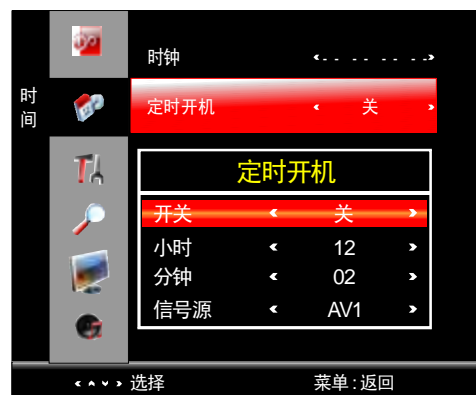 时钟 - - - - - - -
时间
定时开机 关
定时开机
开关 关
小时 12
分钟 02
信号源 AV1
选择 菜单:返回